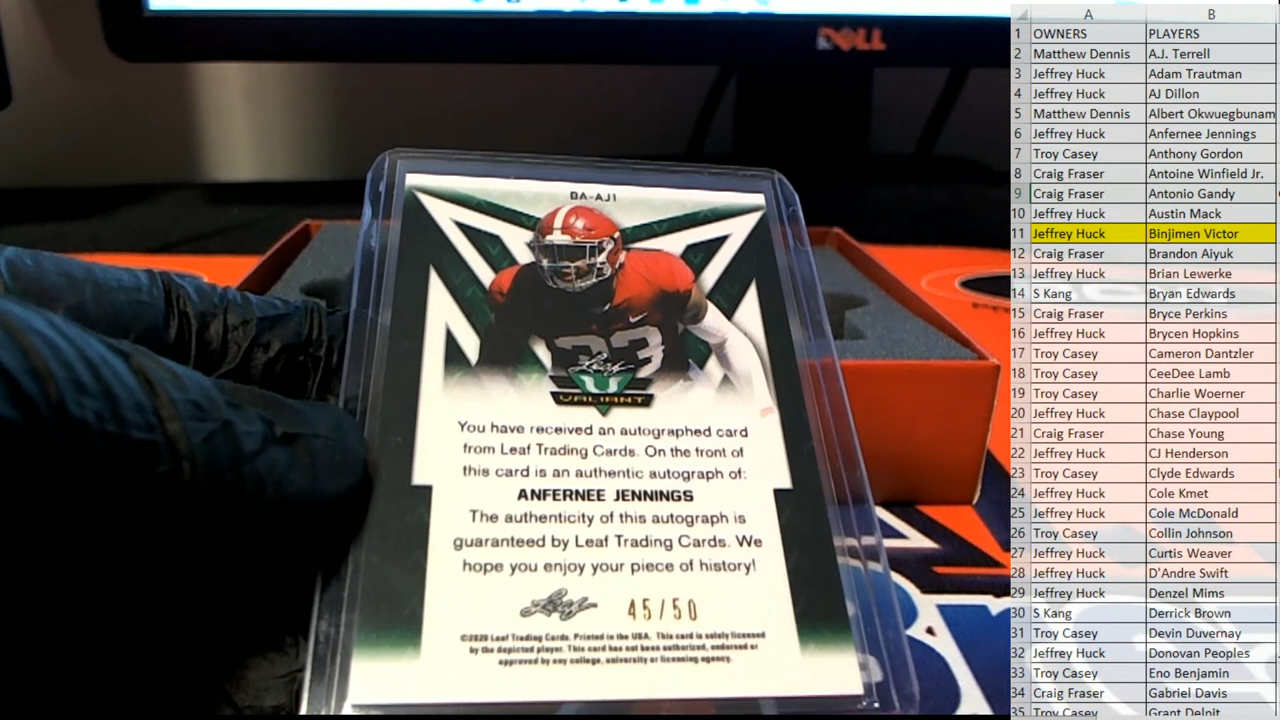 DELL
BA-AJ1
33
Leaf
VALIANT
You have received an autographed card
from Leaf Trading Cards. On the front of
this card is an authentic autograph of:
ANFERNEE JENNINGS
The authenticity of this autograph is
guaranteed by Leaf Trading Cards. We
hope you enjoy your piece of history!
Leaf 45/50
©2020 Leaf Trading Cards. Printed in the USA. This card is solely licensed
by the depicted player. This card has not been authorized, endorsed or
approved by any college, university or licensing agency.
A B
1 OWNERS PLAYERS
2 Matthew Dennis A.J. Terrell
3 Jeffrey Huck Adam Trautman
4 Jeffrey Huck AJ Dillon
5 Matthew Dennis Albert Okwuegbunam
6 Jeffrey Huck Anfernee Jennings
7 Troy Casey Anthony Gordon
8 Craig Fraser Antoine Winfield Jr.
9 Craig Fraser Antonio Gandy
10 Jeffrey Huck Austin Mack
11 Jeffrey Huck Binjimen Victor
12 Craig Fraser Brandon Aiyuk
13 Jeffrey Huck Brian Lewerke
14 S Kang Bryan Edwards
15 Craig Fraser Bryce Perkins
16 Jeffrey Huck Brycen Hopkins
17 Troy Casey Cameron Dantzler
18 Troy Casey CeeDee Lamb
19 Troy Casey Charlie Woerner
20 Jeffrey Huck Chase Claypool
21 Craig Fraser Chase Young
22 Jeffrey Huck CJ Henderson
23 Troy Casey Clyde Edwards
24 Jeffrey Huck Cole Kmet
25 Jeffrey Huck Cole McDonald
26 Troy Casey Collin Johnson
27 Jeffrey Huck Curtis Weaver
28 Jeffrey Huck D'Andre Swift
29 Jeffrey Huck Denzel Mims
30 S Kang Derrick Brown
31 Troy Casey Devin Duvernay
32 Jeffrey Huck Donovan Peoples
33 Troy Casey Eno Benjamin
34 Craig Fraser Gabriel Davis
35 Troy Casey Grant Delpit